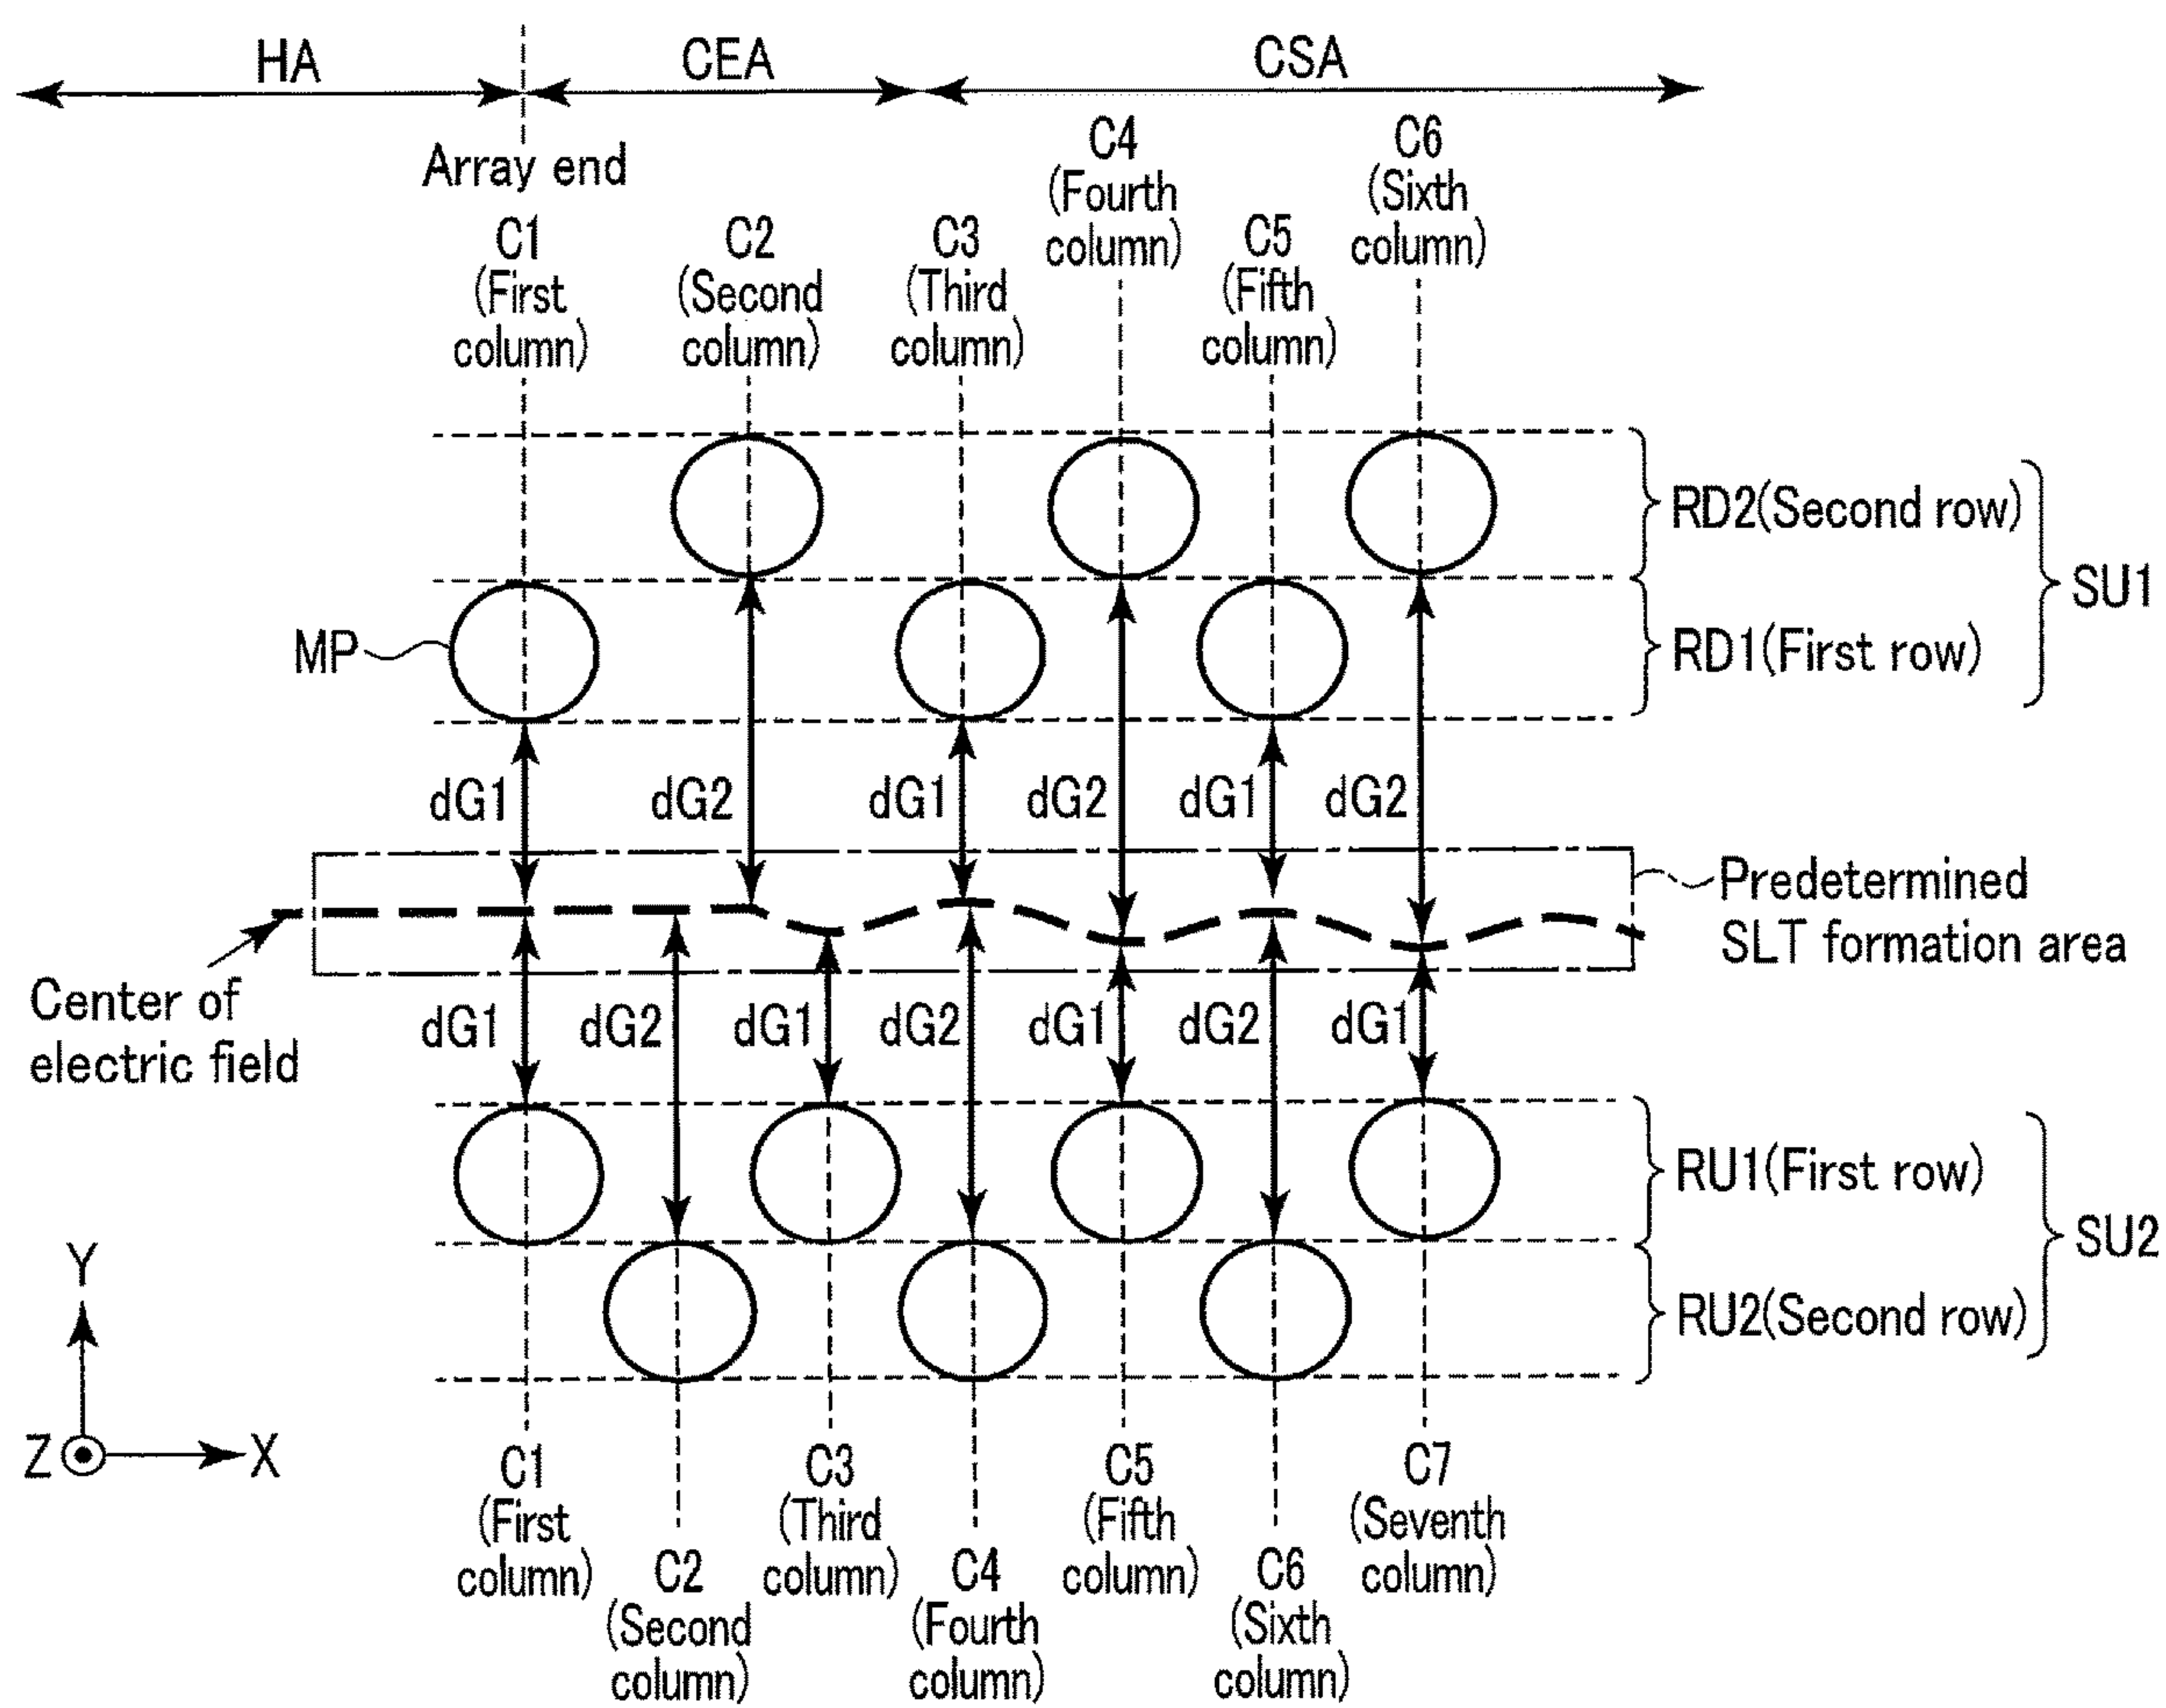 HA
CEA
CSA
Array end
C1
(First
column)
C2
(Second
column)
C3
(Third
column)
C4
(Fourth
column)
C5
(Fifth
column)
C6
(Sixth
column)
RD2(Second row)
RD1(First row)
SU1
MP
dG1
dG2
dG1
dG2
dG1
dG2
Predetermined
SLT formation area
Center of
electric field
dG1
dG2
dG1
dG2
dG1
dG2
dG1
RU1(First row)
RU2(Second row)
SU2
Y
Z
X
C1
(First
column)
C2
(Second
column)
C3
(Third
column)
C4
(Fourth
column)
C5
(Fifth
column)
C6
(Sixth
column)
C7
(Seventh
column)